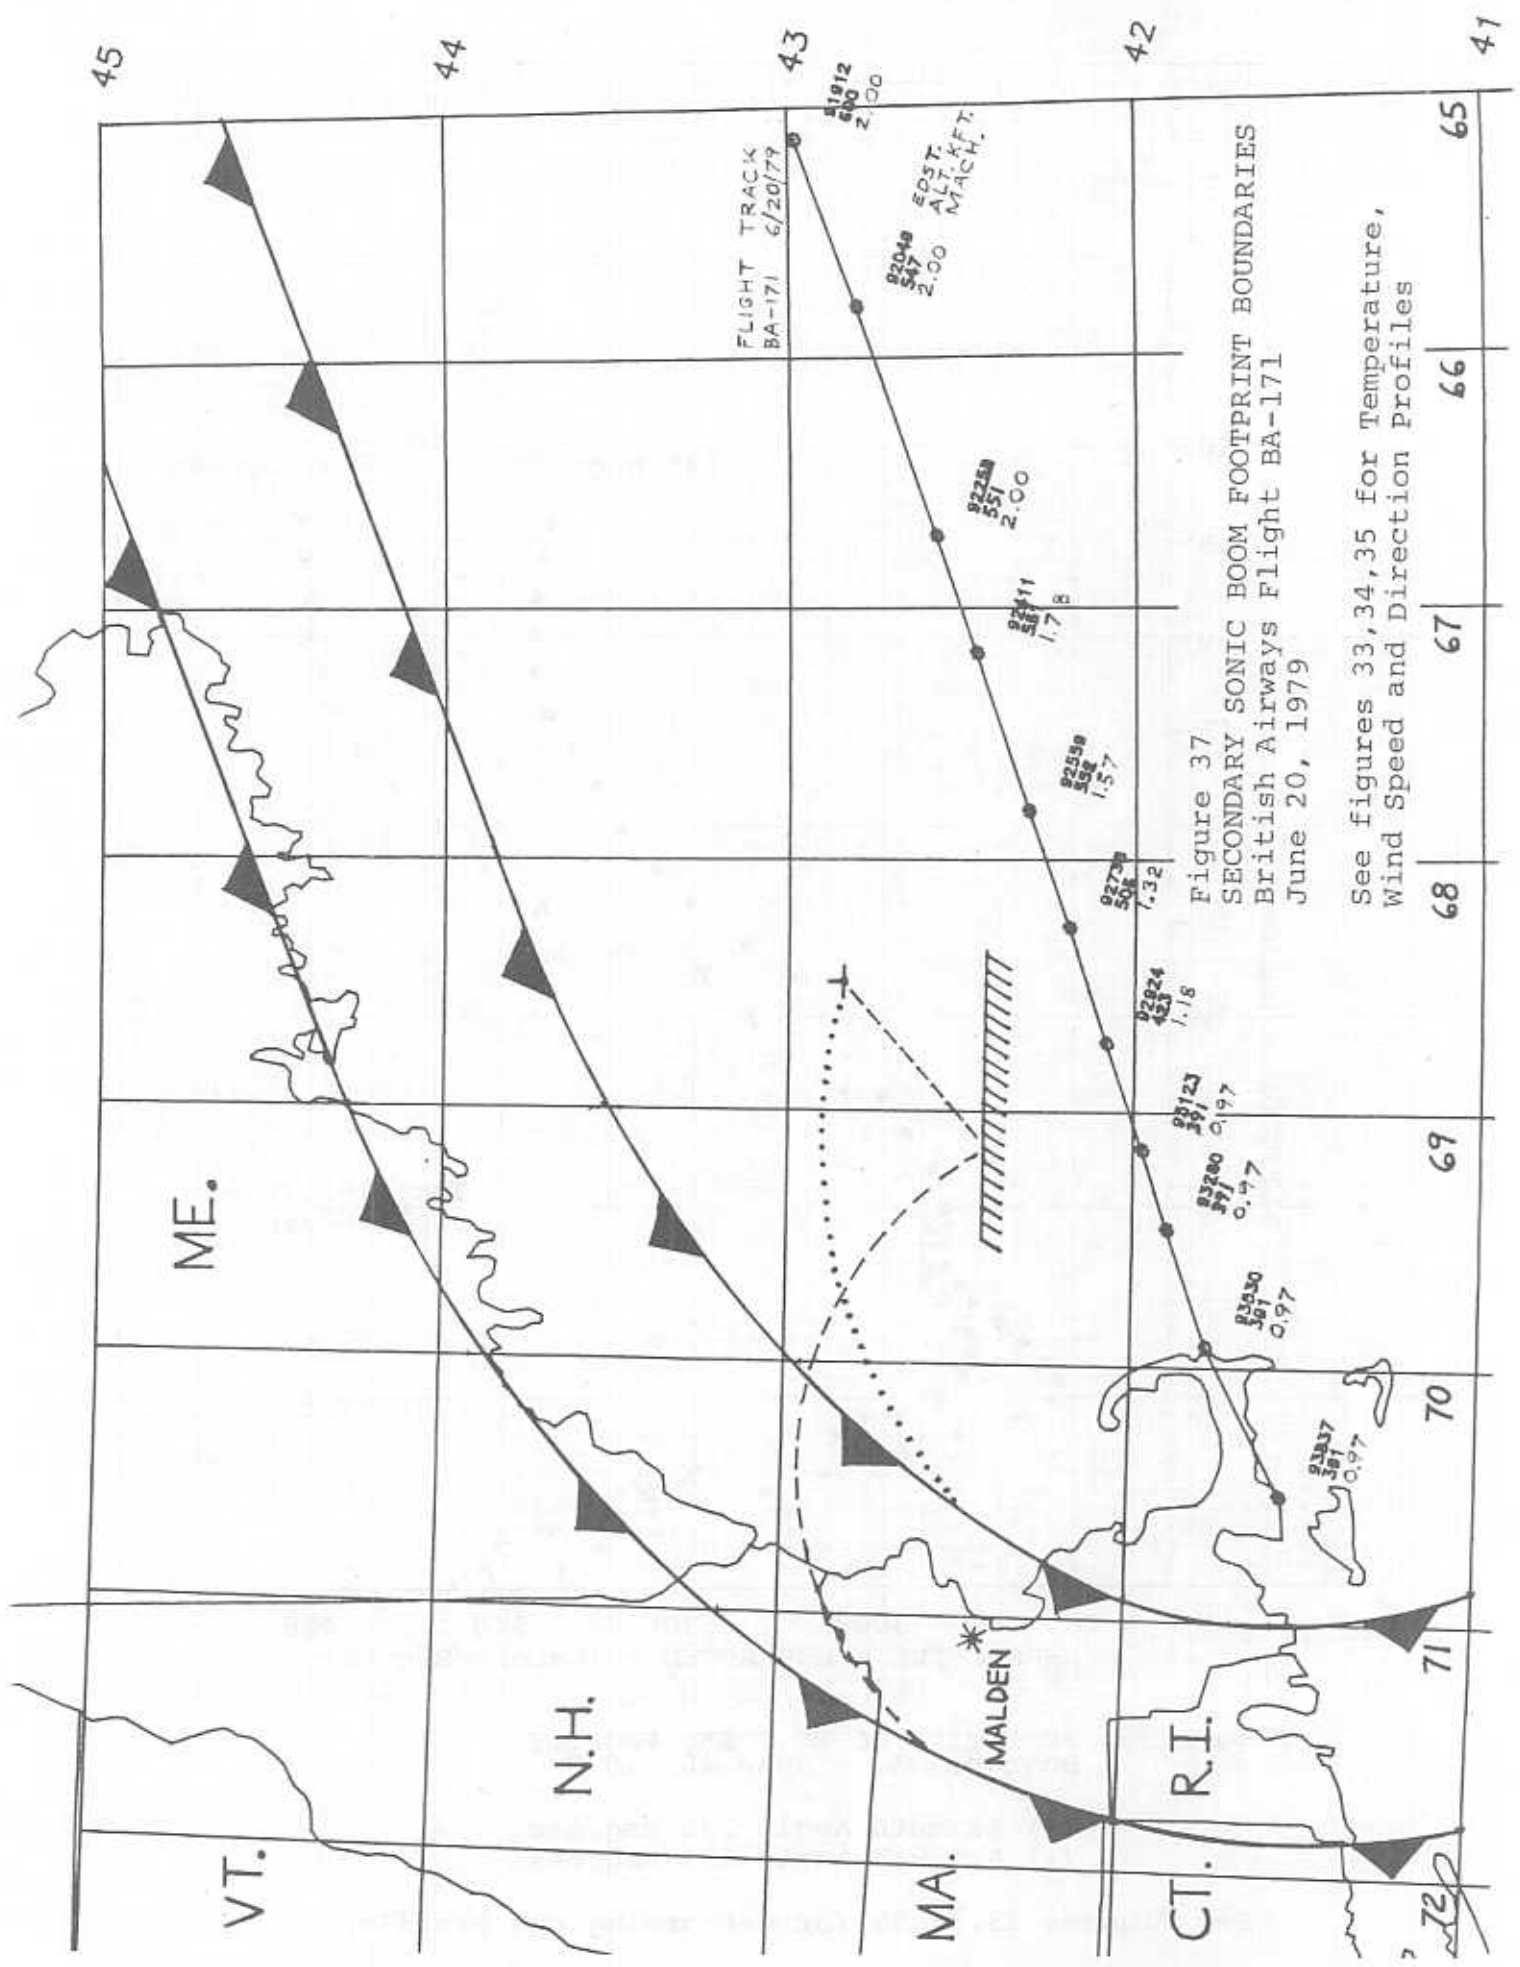 45
44
43
42
41
FLIGHT TRACK
BA-171 6/20/79
91912
600
2.00
EDST.
ALT. KFT.
MACH.
92048
547
2.00
92258
551
2.00
92411
1.78
92559
552
1.57
92739
1.32
92824
423
1.18
93123
391
0.97
93280
391
0.97
93530
391
0.97
93837
391
0.97
ME.
N.H.
VT.
MA.
CT.
R.I.
MALDEN
Figure 37
SECONDARY SONIC BOOM FOOTPRINT BOUNDARIES
British Airways Flight BA-171
June 20, 1979
See figures 33,34,35 for Temperature,
Wind Speed and Direction Profiles
72
71
70
69
68
67
66
65